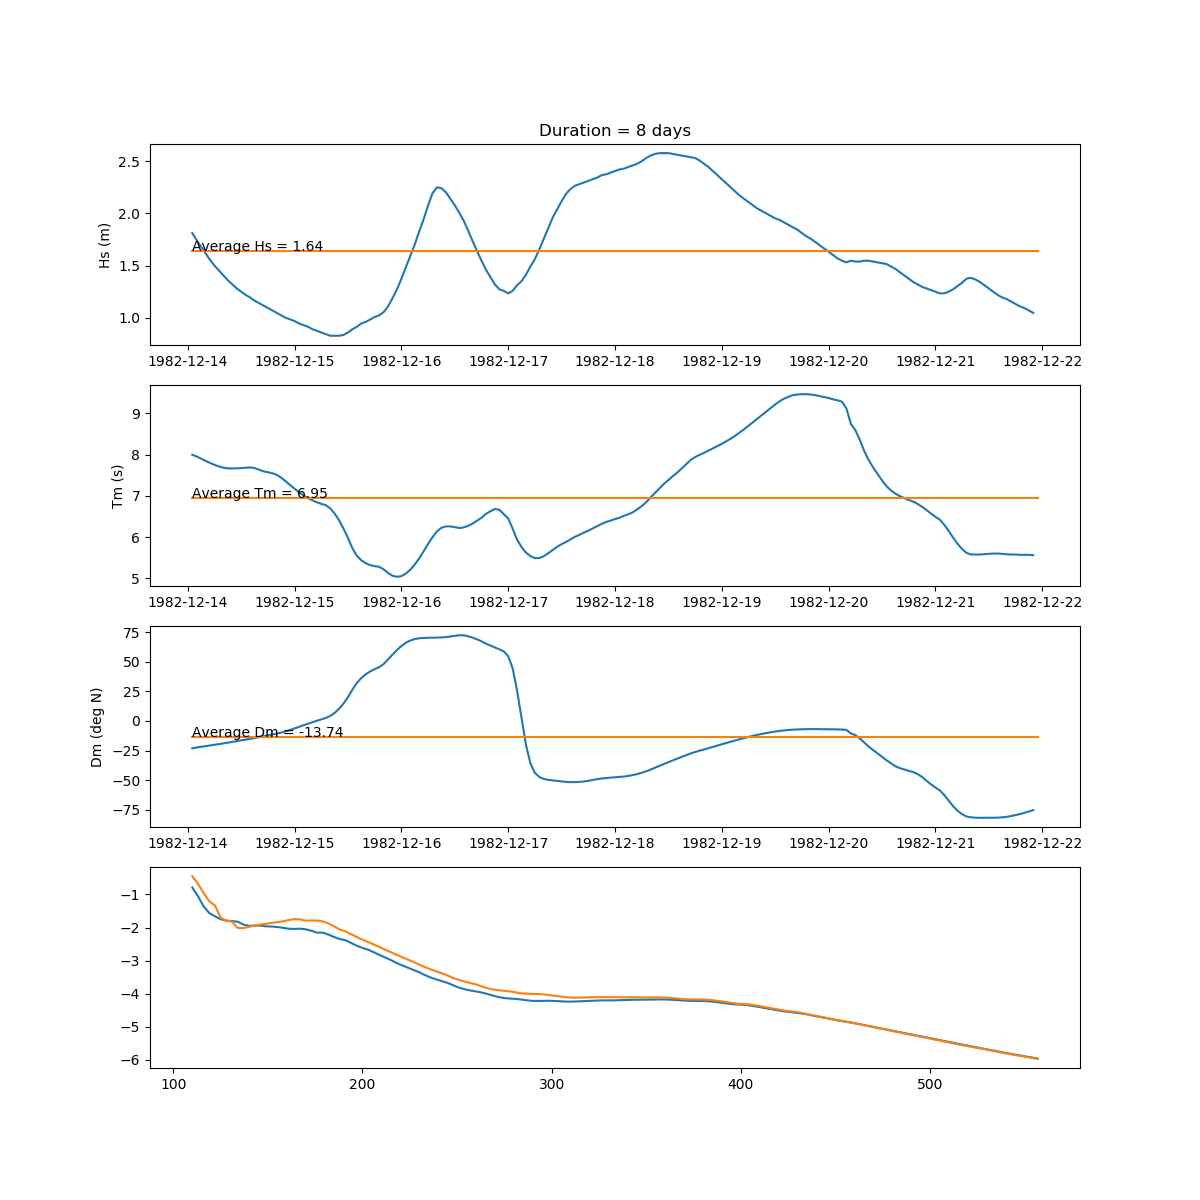 Duration = 8 days
Hs (m)
2.5
2.0
1.5
1.0
Average Hs = 1.64
1982-12-14 1982-12-15 1982-12-16 1982-12-17 1982-12-18 1982-12-19 1982-12-20 1982-12-21 1982-12-22
Tm (s)
9
8
7
6
5
Average Tm = 6.95
1982-12-14 1982-12-15 1982-12-16 1982-12-17 1982-12-18 1982-12-19 1982-12-20 1982-12-21 1982-12-22
Dm (deg N)
75
50
25
0
−25
−50
−75
Average Dm = -13.74
1982-12-14 1982-12-15 1982-12-16 1982-12-17 1982-12-18 1982-12-19 1982-12-20 1982-12-21 1982-12-22
−1
−2
−3
−4
−5
−6
100 200 300 400 500